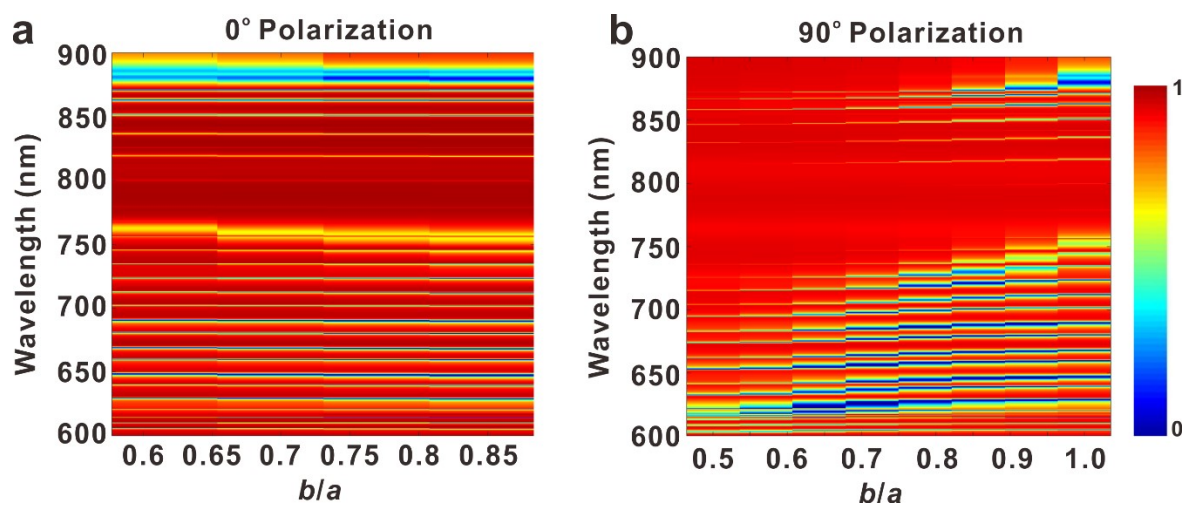 a
0° Polarization
Wavelength (nm)
900
850
800
750
700
650
600
0.6 0.65 0.7 0.75 0.8 0.85
b/a
b
90° Polarization
Wavelength (nm)
900
850
800
750
700
650
600
0.5 0.6 0.7 0.8 0.9 1.0
b/a
1
0